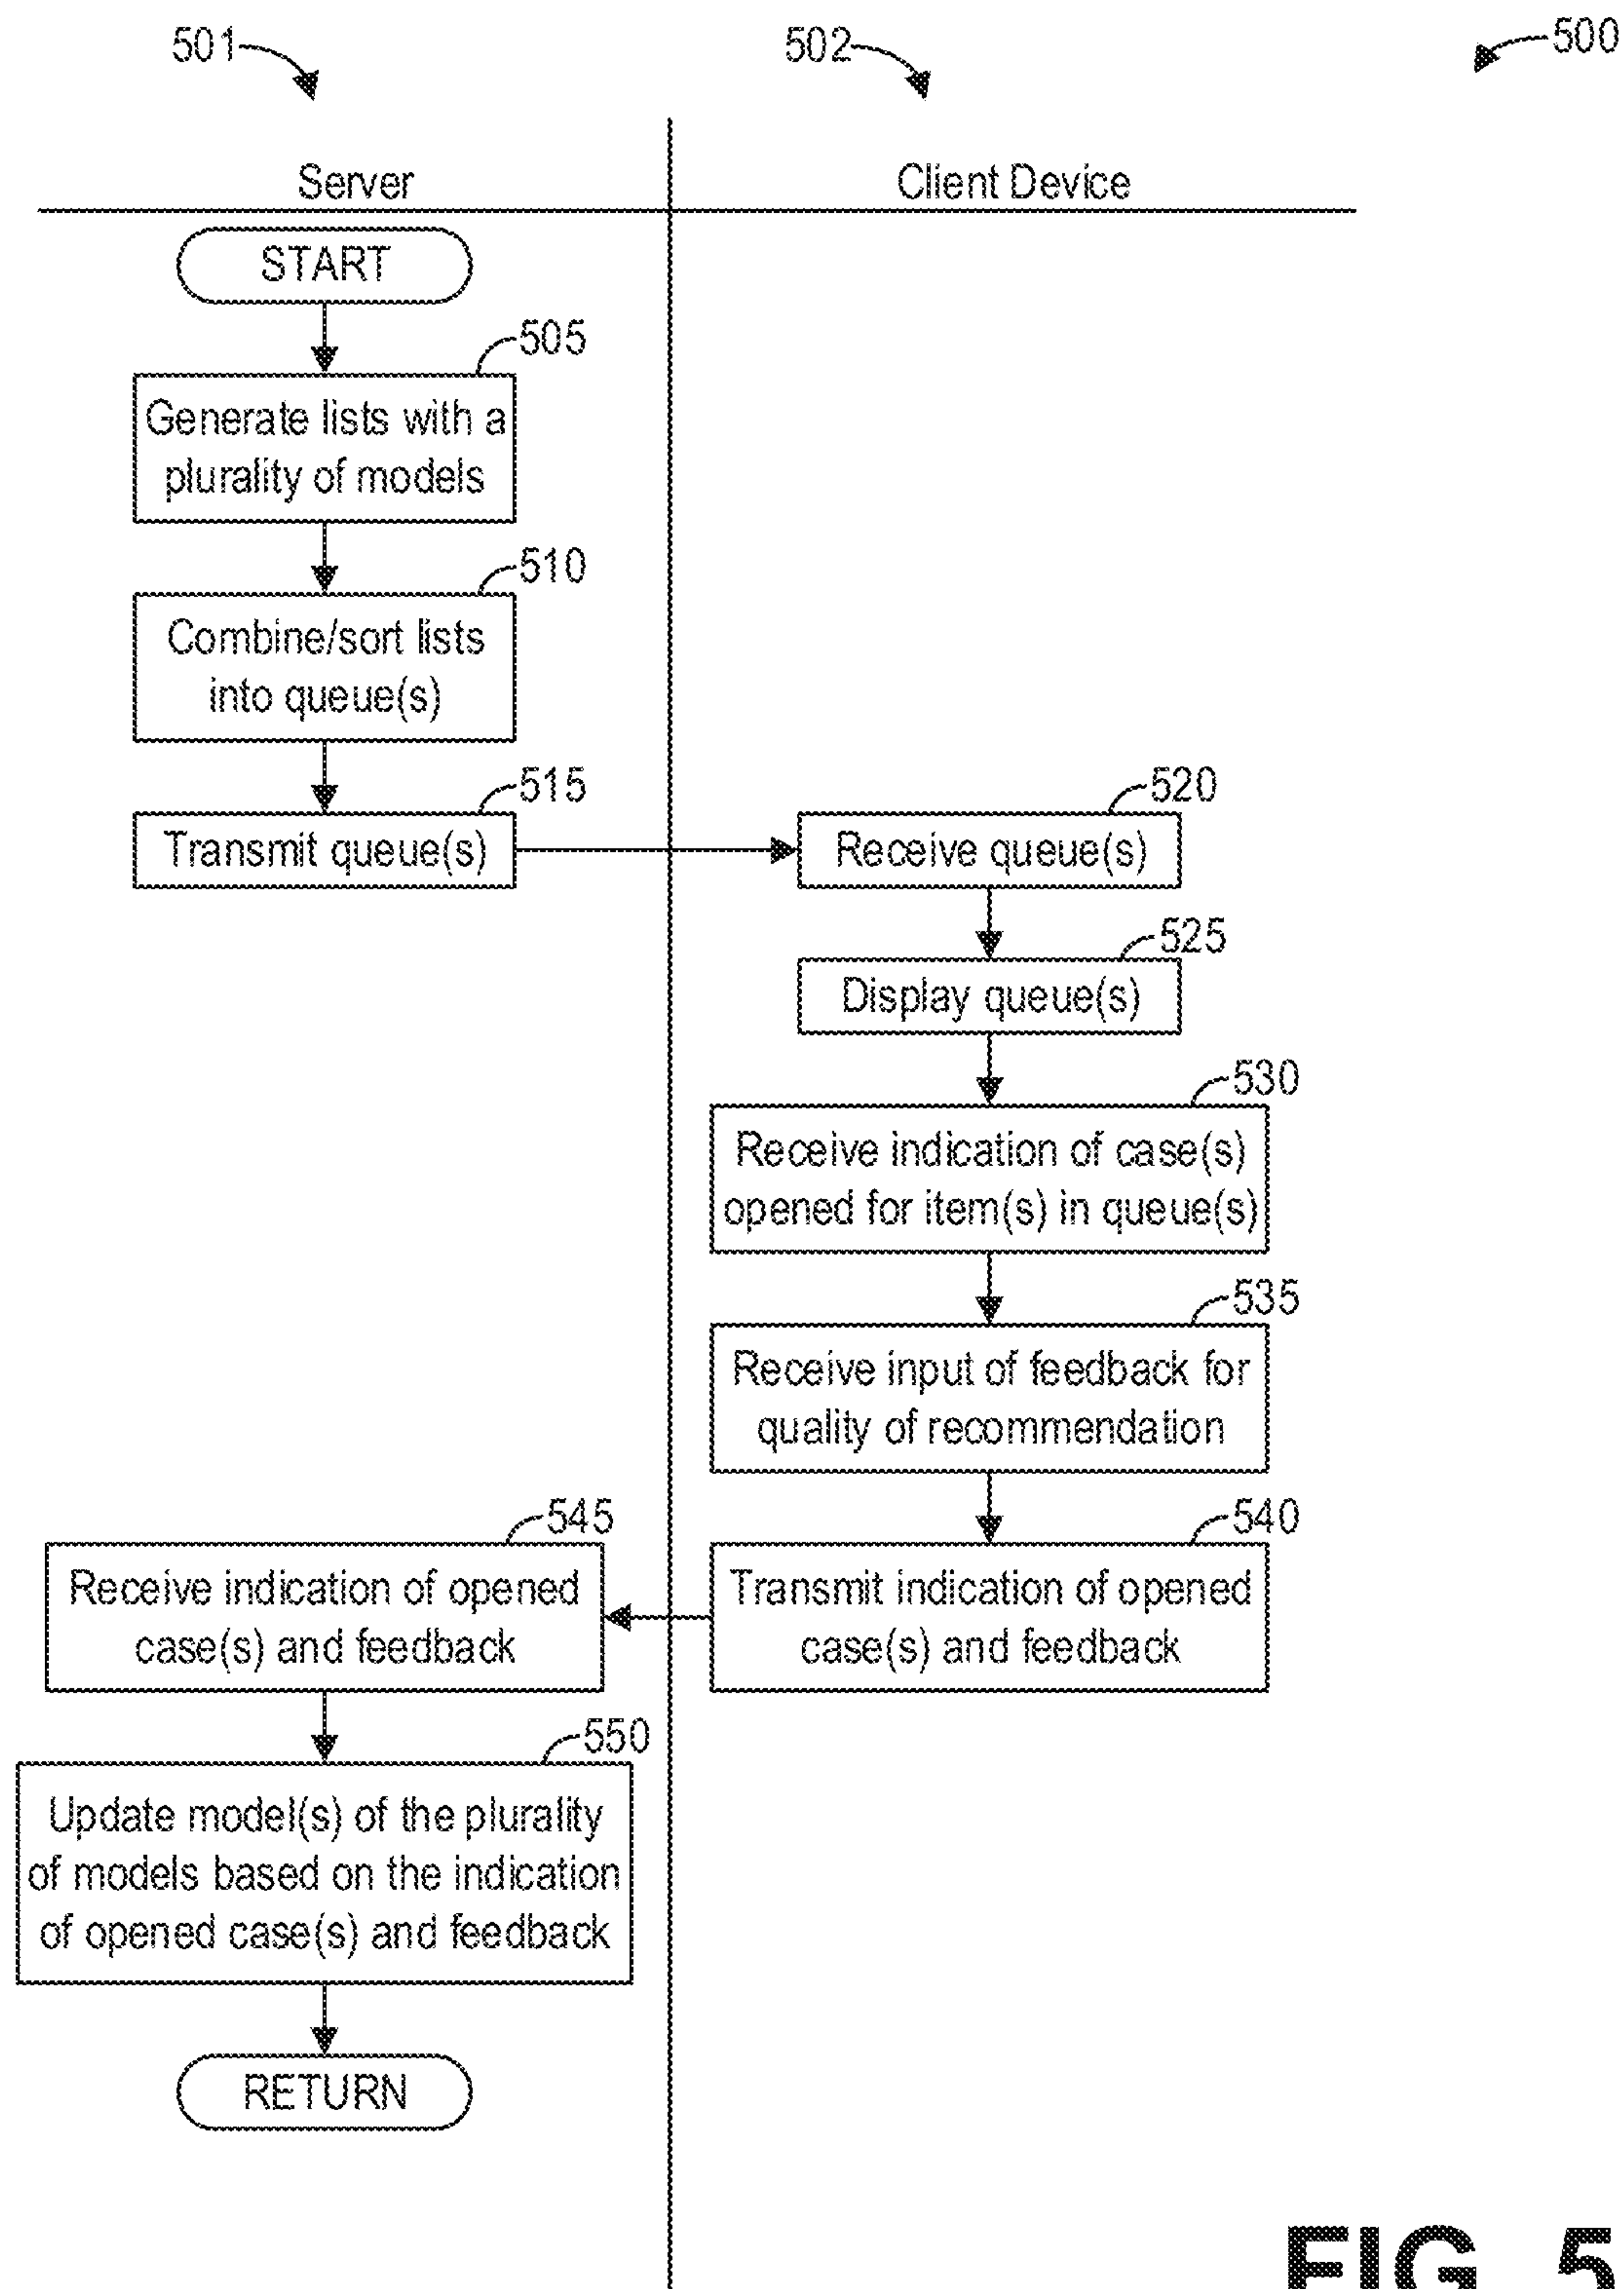 501
502
500
Server
Client Device
START
505
Generate lists with a
plurality of models
510
Combine/sort lists
into queue(s)
515
Transmit queue(s)
520
Receive queue(s)
525
Display queue(s)
530
Receive indication of case(s)
opened for item(s) in queue(s)
535
Receive input of feedback for
quality of recommendation
540
Transmit indication of opened
case(s) and feedback
545
Receive indication of opened
case(s) and feedback
550
Update model(s) of the plurality
of models based on the indication
of opened case(s) and feedback
RETURN
FIG. 5